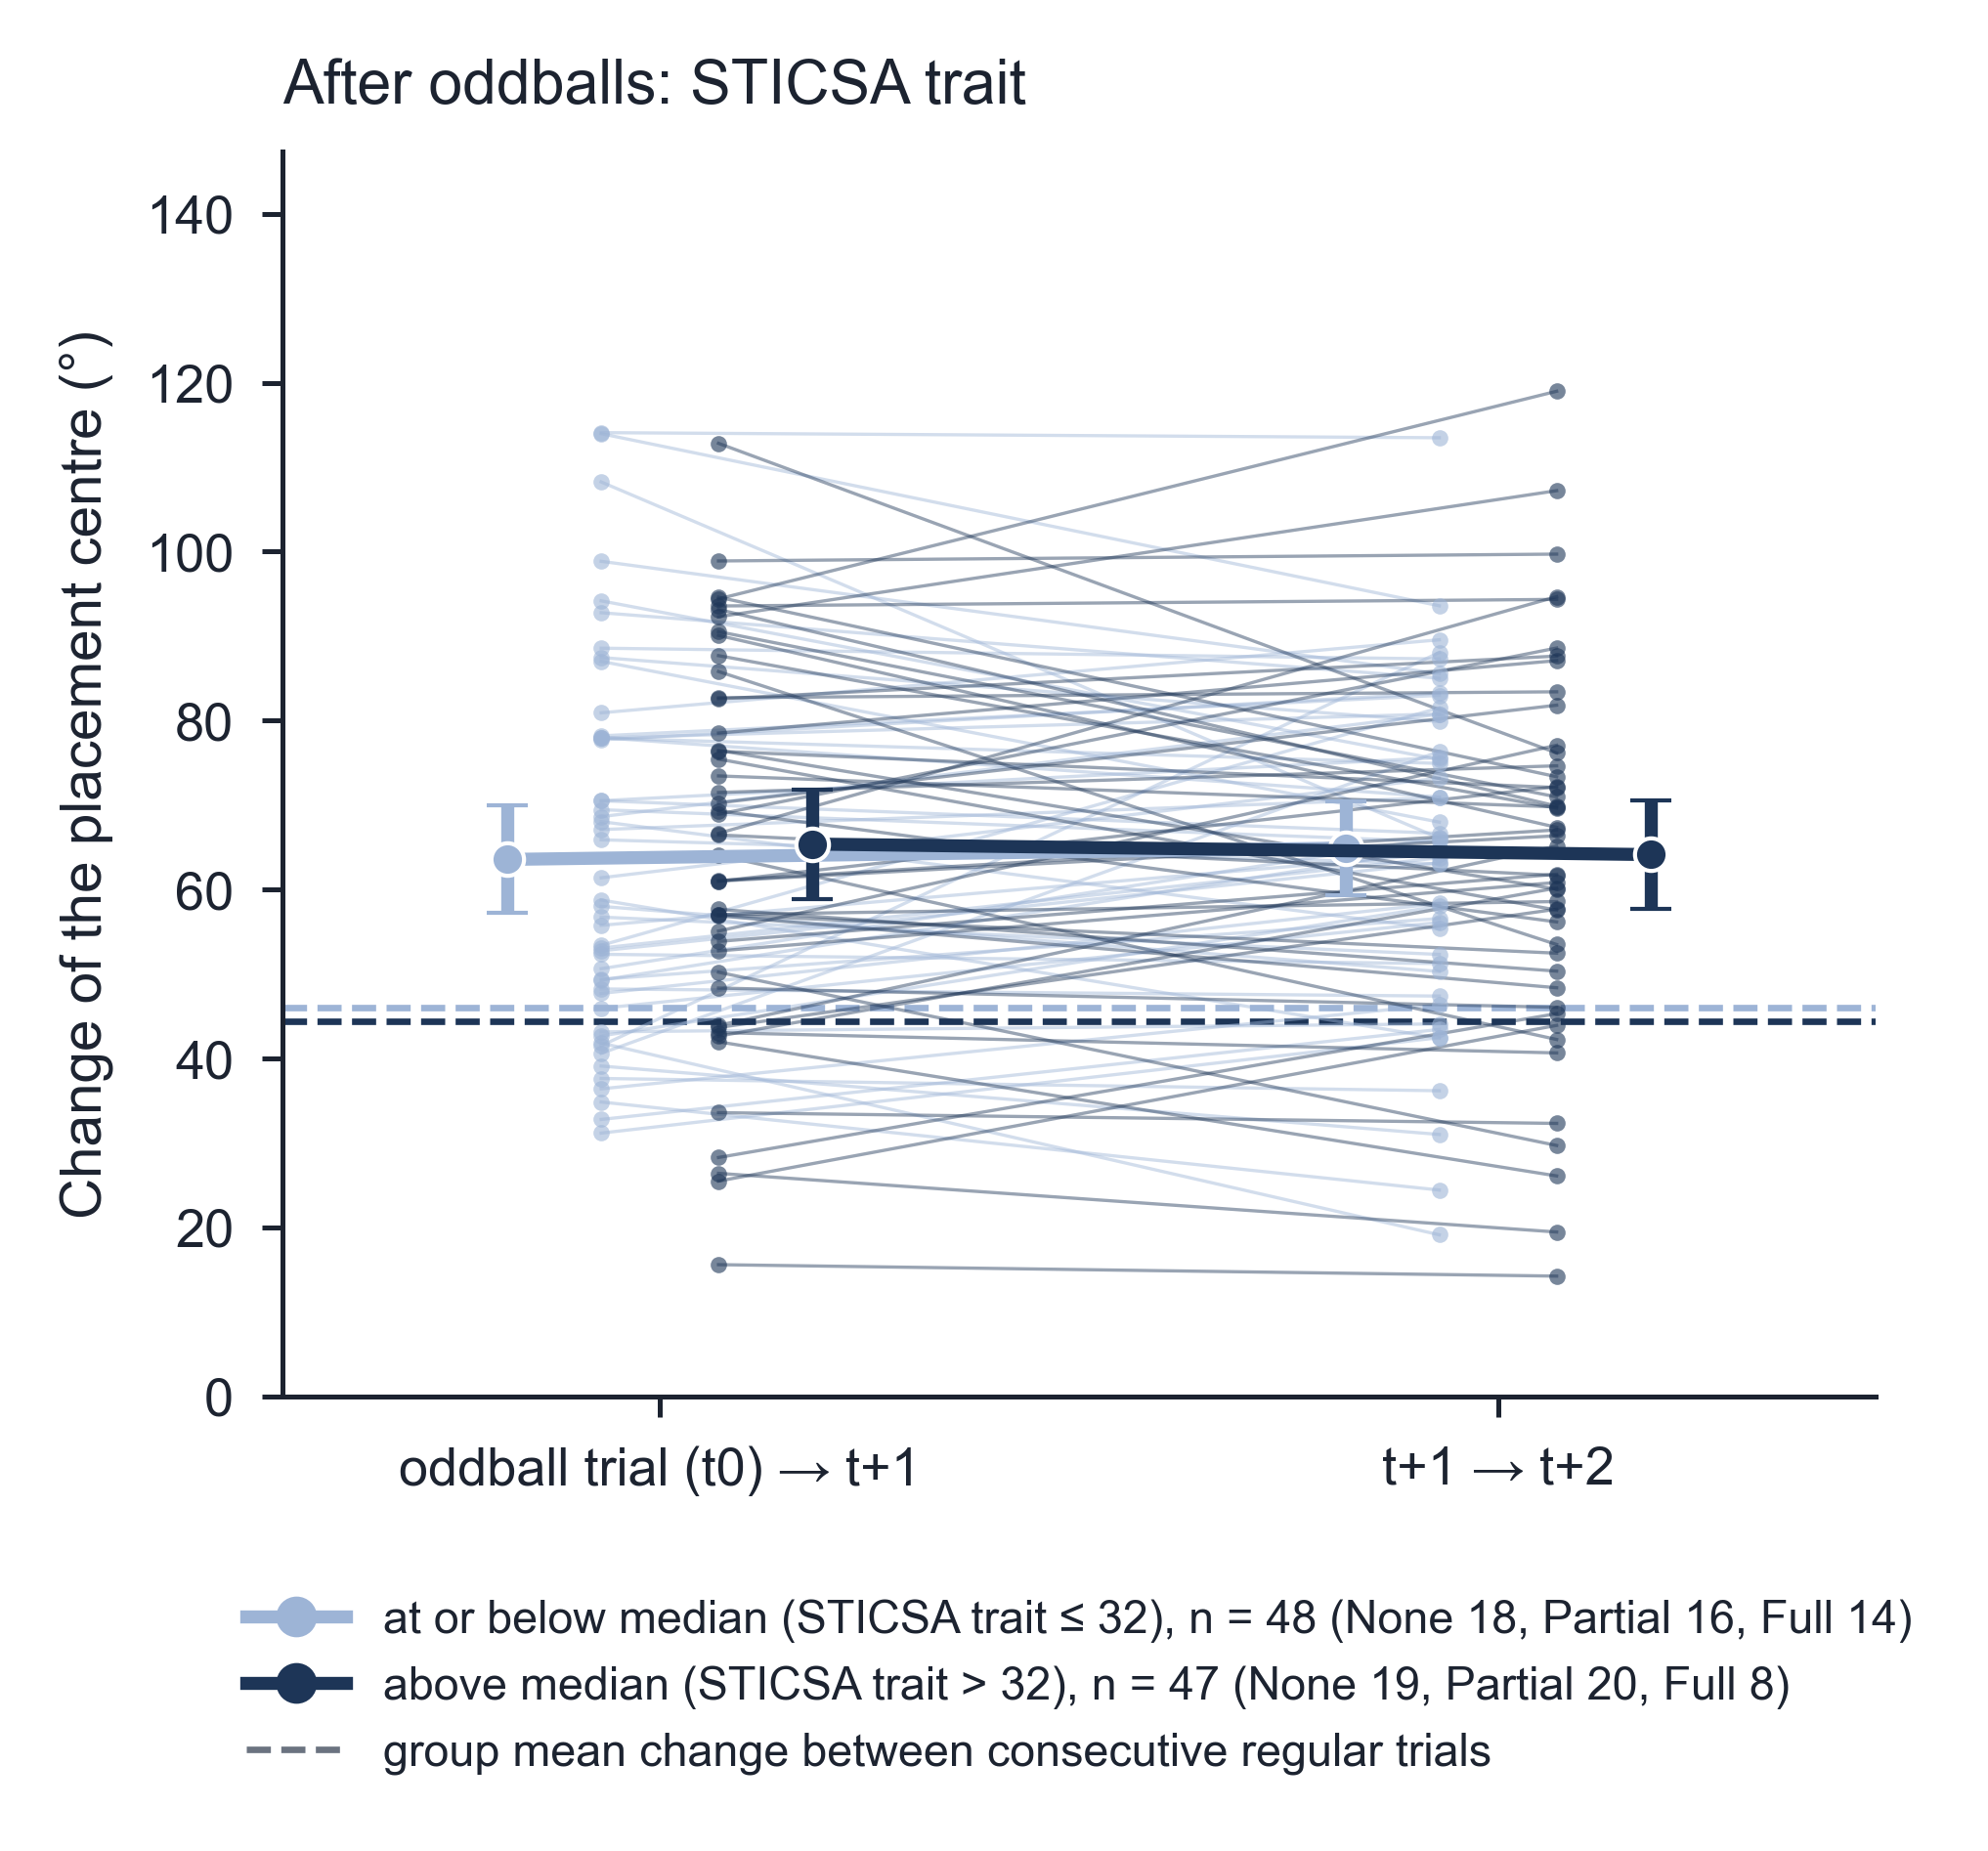 After oddballs: STICSA trait
Change of the placement centre (°)
140
120
100
80
60
40
20
0
oddball trial (t0) → t+1
t+1 → t+2
at or below median (STICSA trait ≤ 32), n = 48 (None 18, Partial 16, Full 14)
above median (STICSA trait > 32), n = 47 (None 19, Partial 20, Full 8)
group mean change between consecutive regular trials